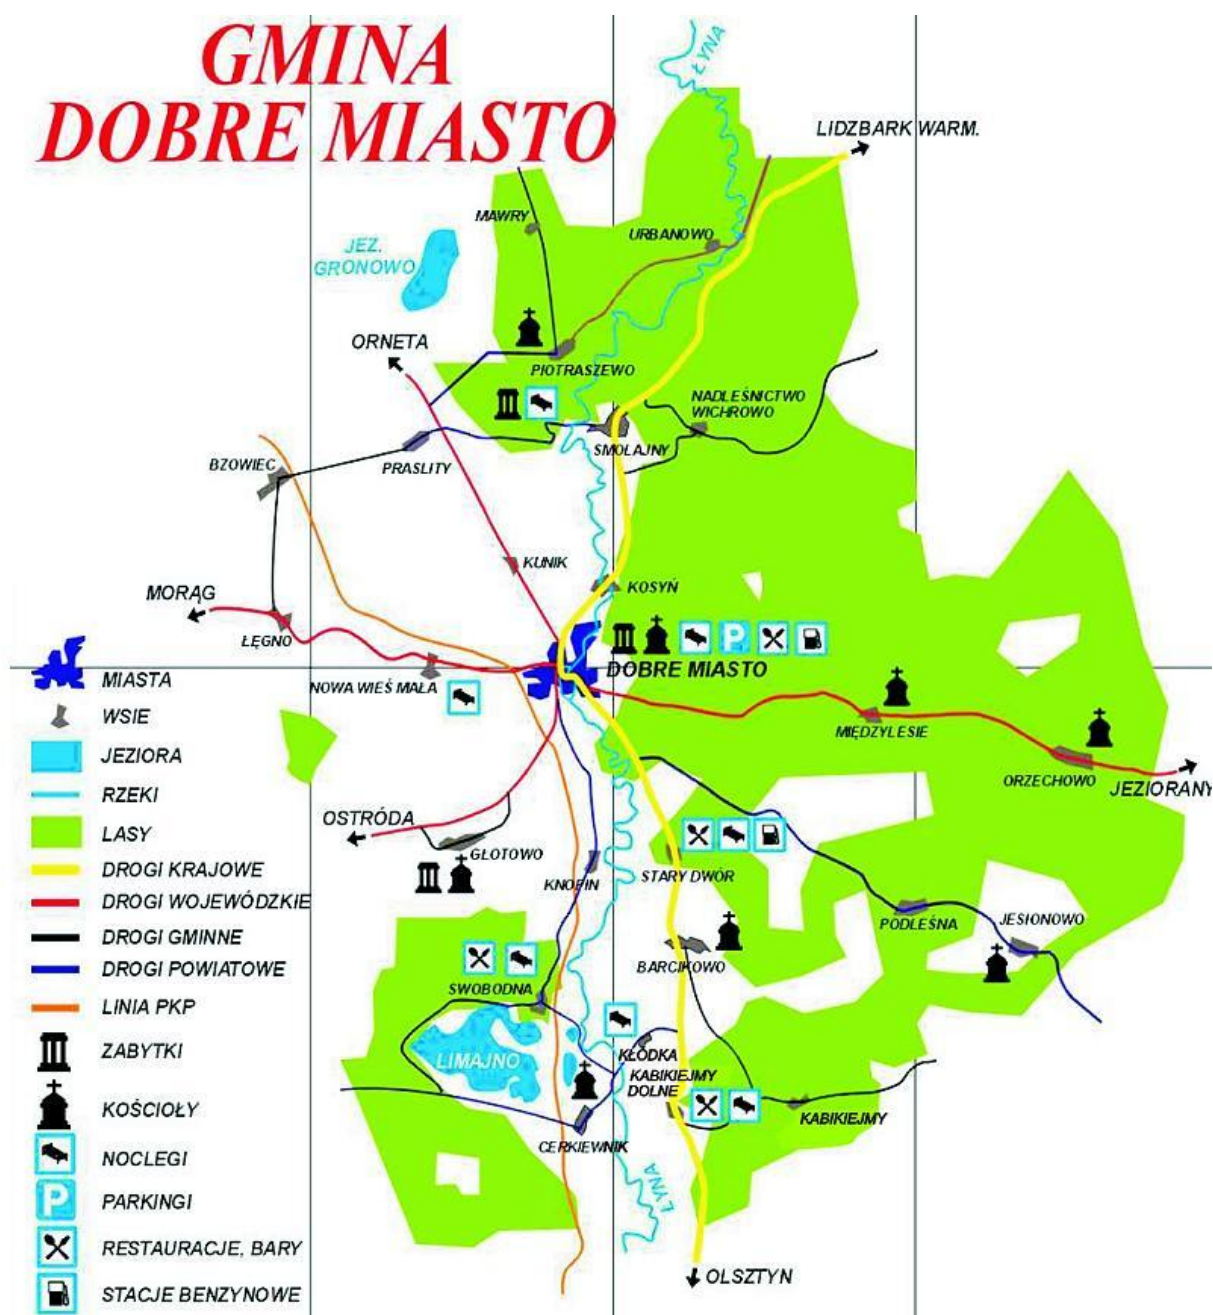 GMINA
DOBRE MIASTO
ŁYNA
LIDZBARK WARM.
MAWRY
URBANOWO
JEZ.
GRONOWO
ORNETA
PIOTRASZEWO
NADLEŚNICTWO
WICHROWO
SMOLAJNY
BZOWIEC
PRASLITY
KUNIK
KOSYŃ
MORĄG
ŁĘGNO
P
DOBRE MIASTO
NOWA WIEŚ MAŁA
MIĘDZYLESIE
ORZECHOWO
JEZIORANY
OSTRÓDA
GŁOTOWO
KNOPIN
STARY DWÓR
PODLEŚNA
JESIONOWO
BARCIKOWO
SWOBODNA
LIMAJNO
KŁÓDKA
KABIKIEJMY
DOLNE
KABIKIEJMY
CERKIEWNIK
ŁYNA
OLSZTYN
MIASTA
WSIE
JEZIORA
RZEKI
LASY
DROGI KRAJOWE
DROGI WOJEWÓDZKIE
DROGI GMINNE
DROGI POWIATOWE
LINIA PKP
ZABYTKI
KOŚCIOŁY
NOCLEGI
P PARKINGI
RESTAURACJE, BARY
STACJE BENZYNOWE